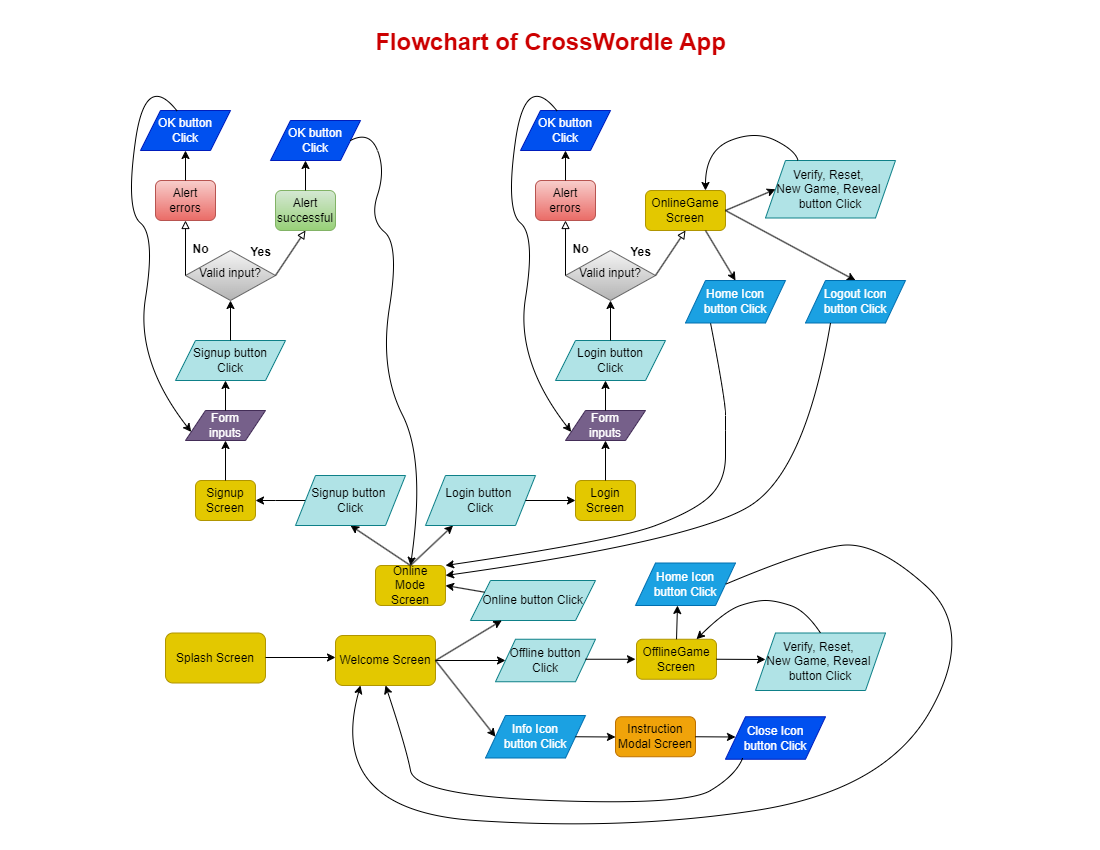 Flowchart of CrossWordle App
OK button
Click
OK button
Click
Alert
errors
Alert
successful
No
Yes
Valid input?
Signup button
Click
Form
inputs
Signup
Screen
Signup button
Click
OK button
Click
Alert
errors
No
Yes
Valid input?
Login button
Click
Form
inputs
Login
Screen
Login button
Click
OnlineGame
Screen
Verify, Reset,
New Game, Reveal
button Click
Home Icon
button Click
Logout Icon
button Click
Online
Mode
Screen
Online button Click
Splash Screen
Welcome Screen
Offline button
Click
OfflineGame
Screen
Home Icon
button Click
Verify, Reset,
New Game, Reveal
button Click
Info Icon
button Click
Instruction
Modal Screen
Close Icon
button Click